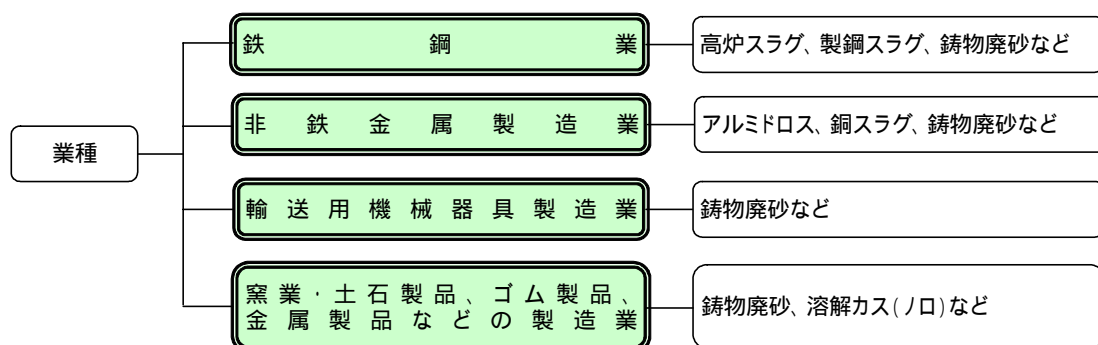 鉄鋼業
高炉スラグ、製鋼スラグ、鋳物廃砂など
非鉄金属製造業
アルミドロス、銅スラグ、鋳物廃砂など
業種
輸送用機械器具製造業
鋳物廃砂など
窯業・土石製品、ゴム製品、
金属製品などの製造業
鋳物廃砂、溶解カス(ノロ)など